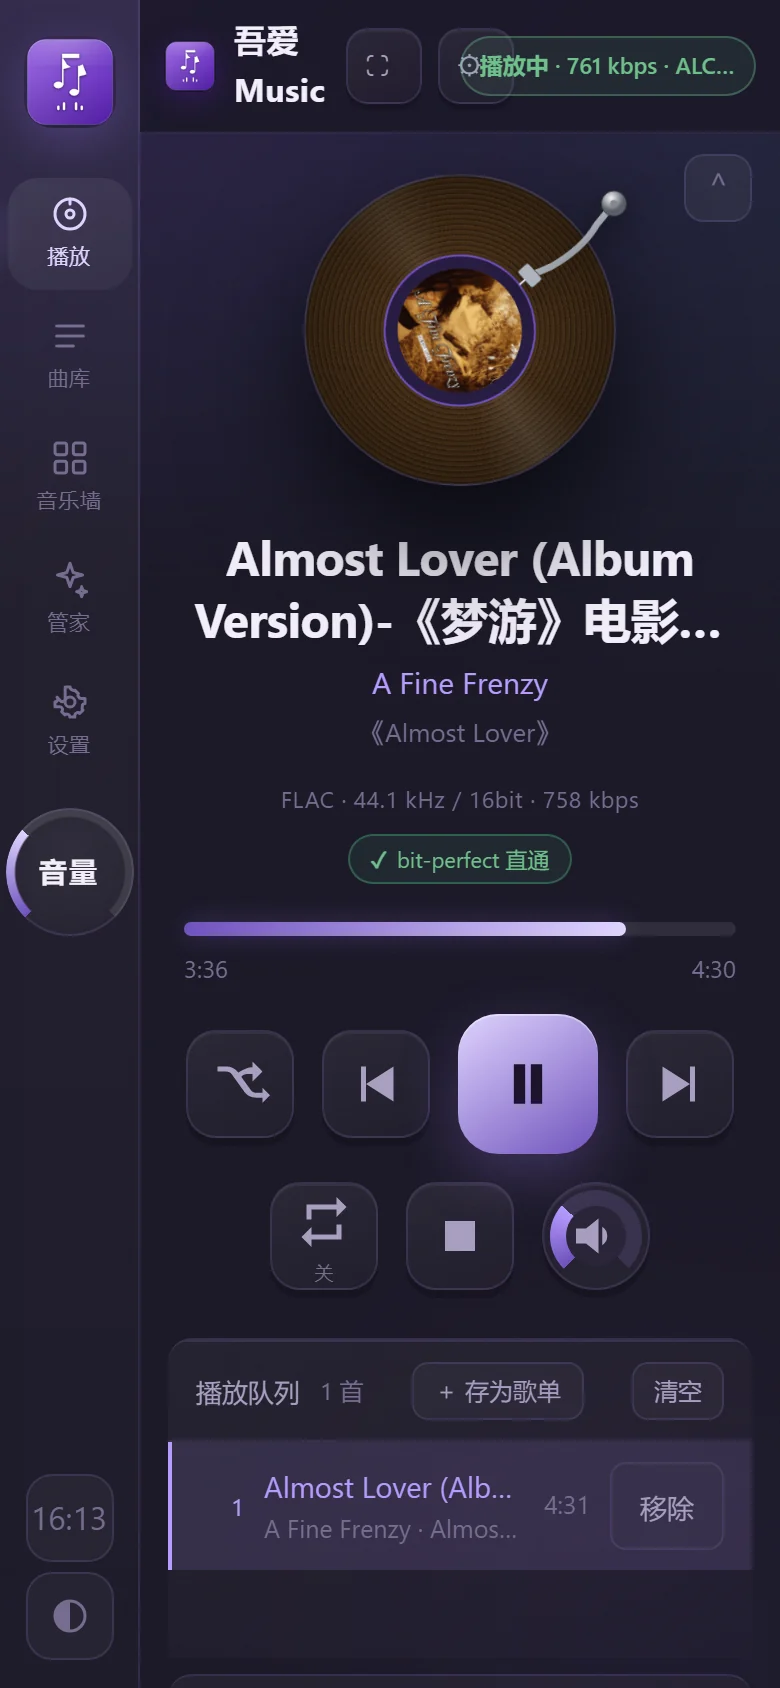 吾爱
Music
播放中 · 761 kbps · ALC...
播放
曲库
音乐墙
管家
设置
音量
16:13
^
Almost Lover (Album
Version)-《梦游》电影...
A Fine Frenzy
《Almost Lover》
FLAC · 44.1 kHz / 16bit · 758 kbps
✓ bit-perfect 直通
3:36
4:30
关
播放队列 1 首
+ 存为歌单
清空
1
Almost Lover (Alb...
A Fine Frenzy · Almos...
4:31
移除